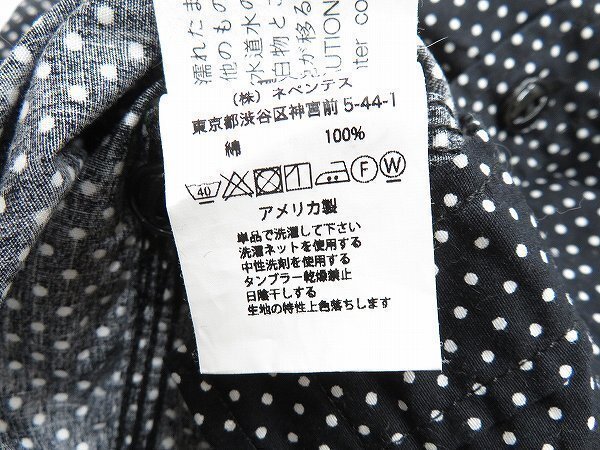 濡れたま
他のもの
水道水の
白物と
が移る
LUTION
ter co
(株) ネペンテス
東京都渋谷区神宮前 5-44-1
綿 100%
40 F W
アメリカ製
単品で洗濯して下さい
洗濯ネットを使用する
中性洗剤を使用する
タンブラー乾燥禁止
日陰干しする
生地の特性上色落ちします